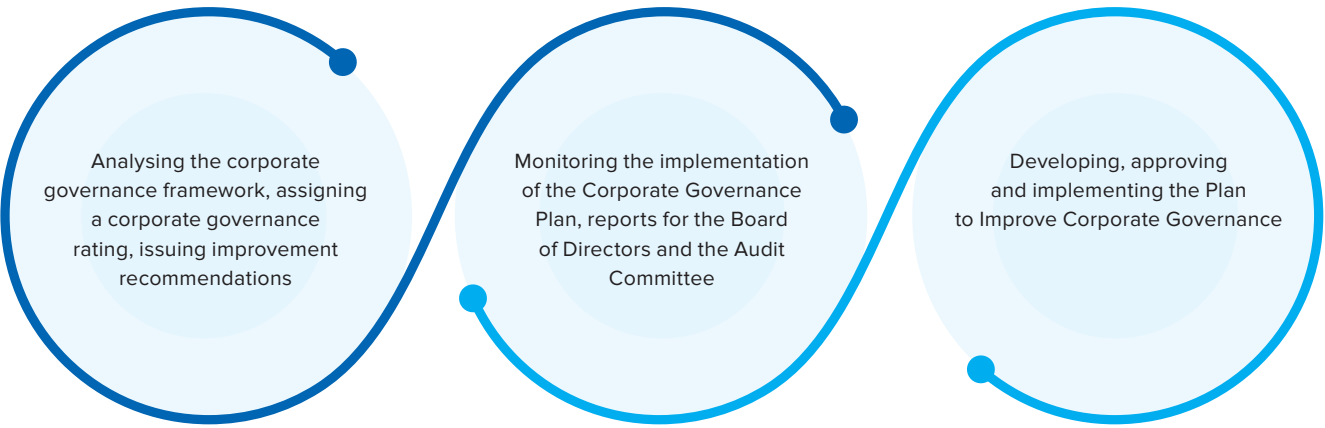 Analysing the corporate
governance framework, assigning
a corporate governance
rating, issuing improvement
recommendations
Monitoring the implementation
of the Corporate Governance
Plan, reports for the Board
of Directors and the Audit
Committee
Developing, approving
and implementing the Plan
to Improve Corporate Governance